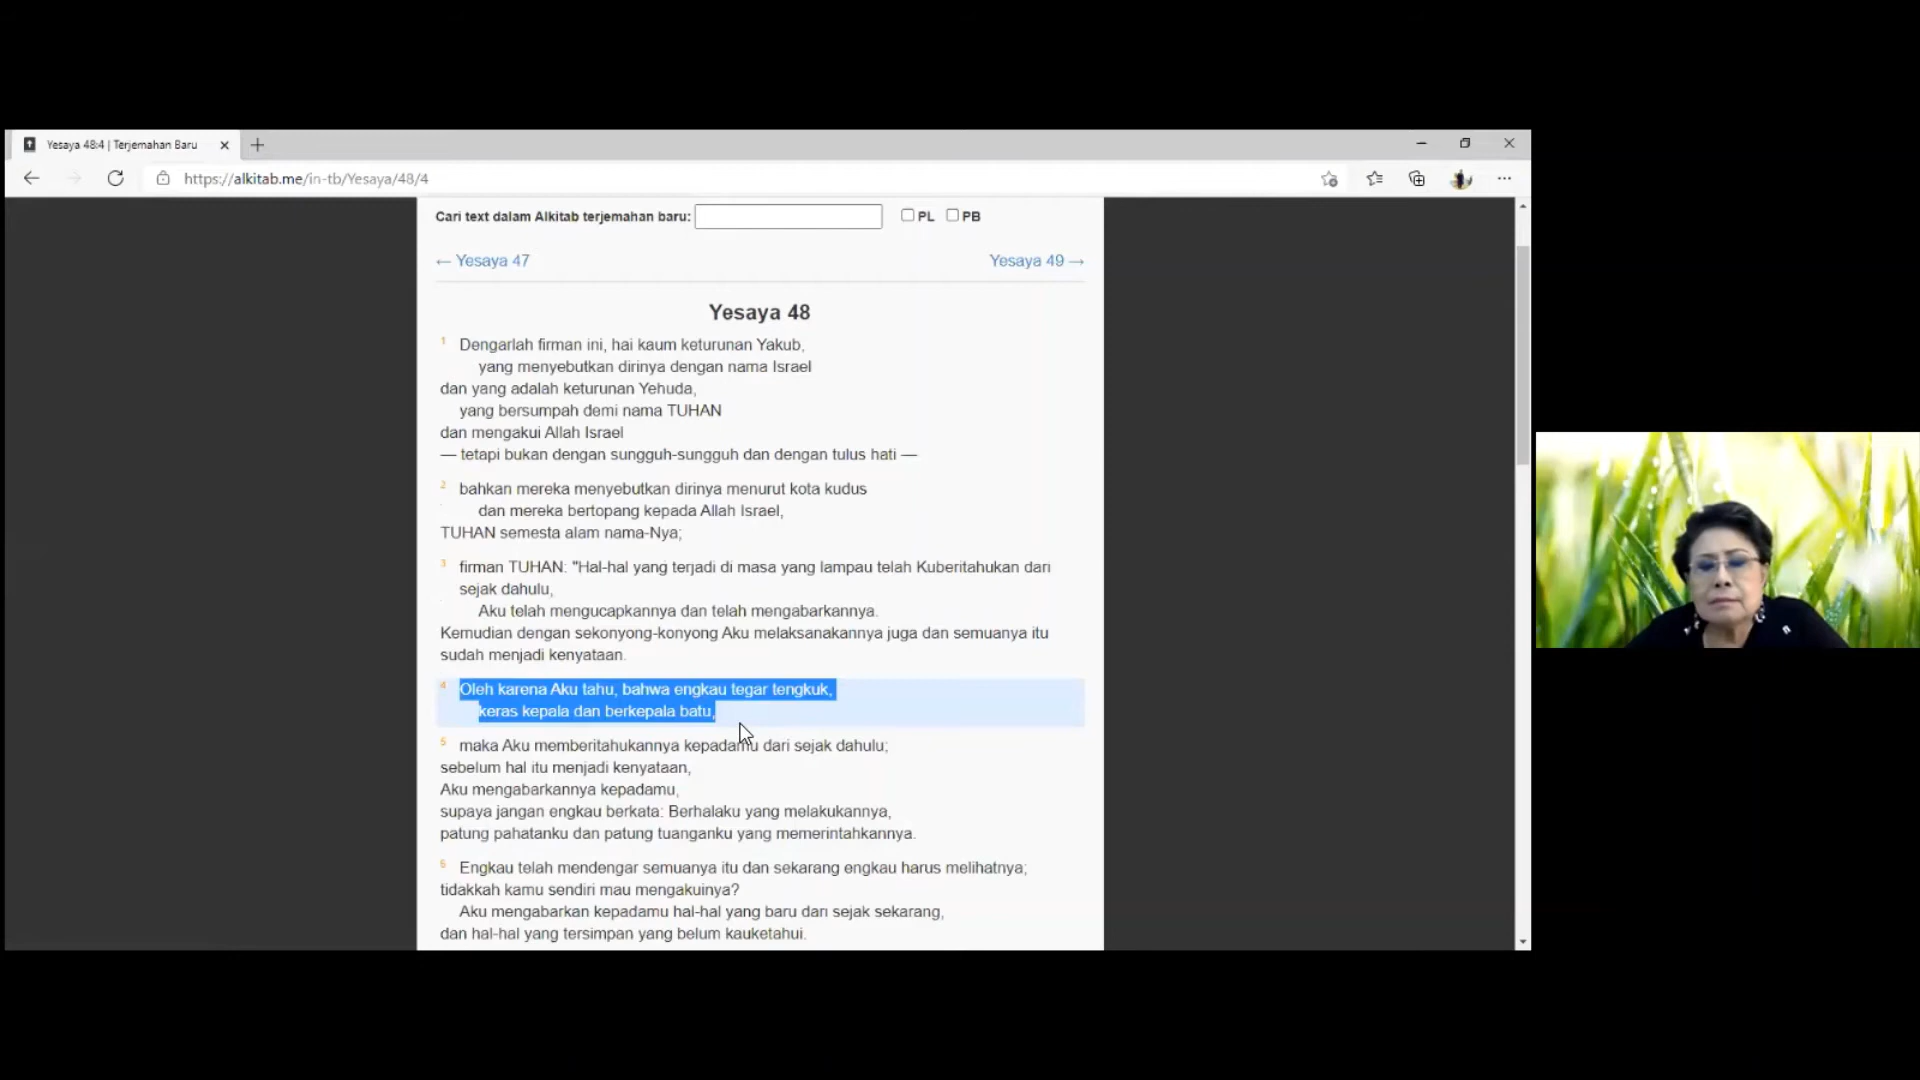 Yesaya 48:4 | Terjemahan Baru
https://alkitab.me/in-tb/Yesaya/48/4
Cari text dalam Alkitab terjemahan baru: PL PB
← Yesaya 47 Yesaya 49 →
Yesaya 48
1 Dengarlah firman ini, hai kaum keturunan Yakub,
yang menyebutkan dirinya dengan nama Israel
dan yang adalah keturunan Yehuda,
yang bersumpah demi nama TUHAN
dan mengakui Allah Israel
— tetapi bukan dengan sungguh-sungguh dan dengan tulus hati —
2 bahkan mereka menyebutkan dirinya menurut kota kudus
dan mereka bertopang kepada Allah Israel,
TUHAN semesta alam nama-Nya;
3 firman TUHAN: "Hal-hal yang terjadi di masa yang lampau telah Kuberitahukan dari
sejak dahulu,
Aku telah mengucapkannya dan telah mengabarkannya.
Kemudian dengan sekonyong-konyong Aku melaksanakannya juga dan semuanya itu
sudah menjadi kenyataan.
4 Oleh karena Aku tahu, bahwa engkau tegar tengkuk,
keras kepala dan berkepala batu,
5 maka Aku memberitahukannya kepadamu dari sejak dahulu;
sebelum hal itu menjadi kenyataan,
Aku mengabarkannya kepadamu,
supaya jangan engkau berkata: Berhalaku yang melakukannya,
patung pahatanku dan patung tuanganku yang memerintahkannya.
6 Engkau telah mendengar semuanya itu dan sekarang engkau harus melihatnya;
tidakkah kamu sendiri mau mengakuinya?
Aku mengabarkan kepadamu hal-hal yang baru dari sejak sekarang,
dan hal-hal yang tersimpan yang belum kauketahui.